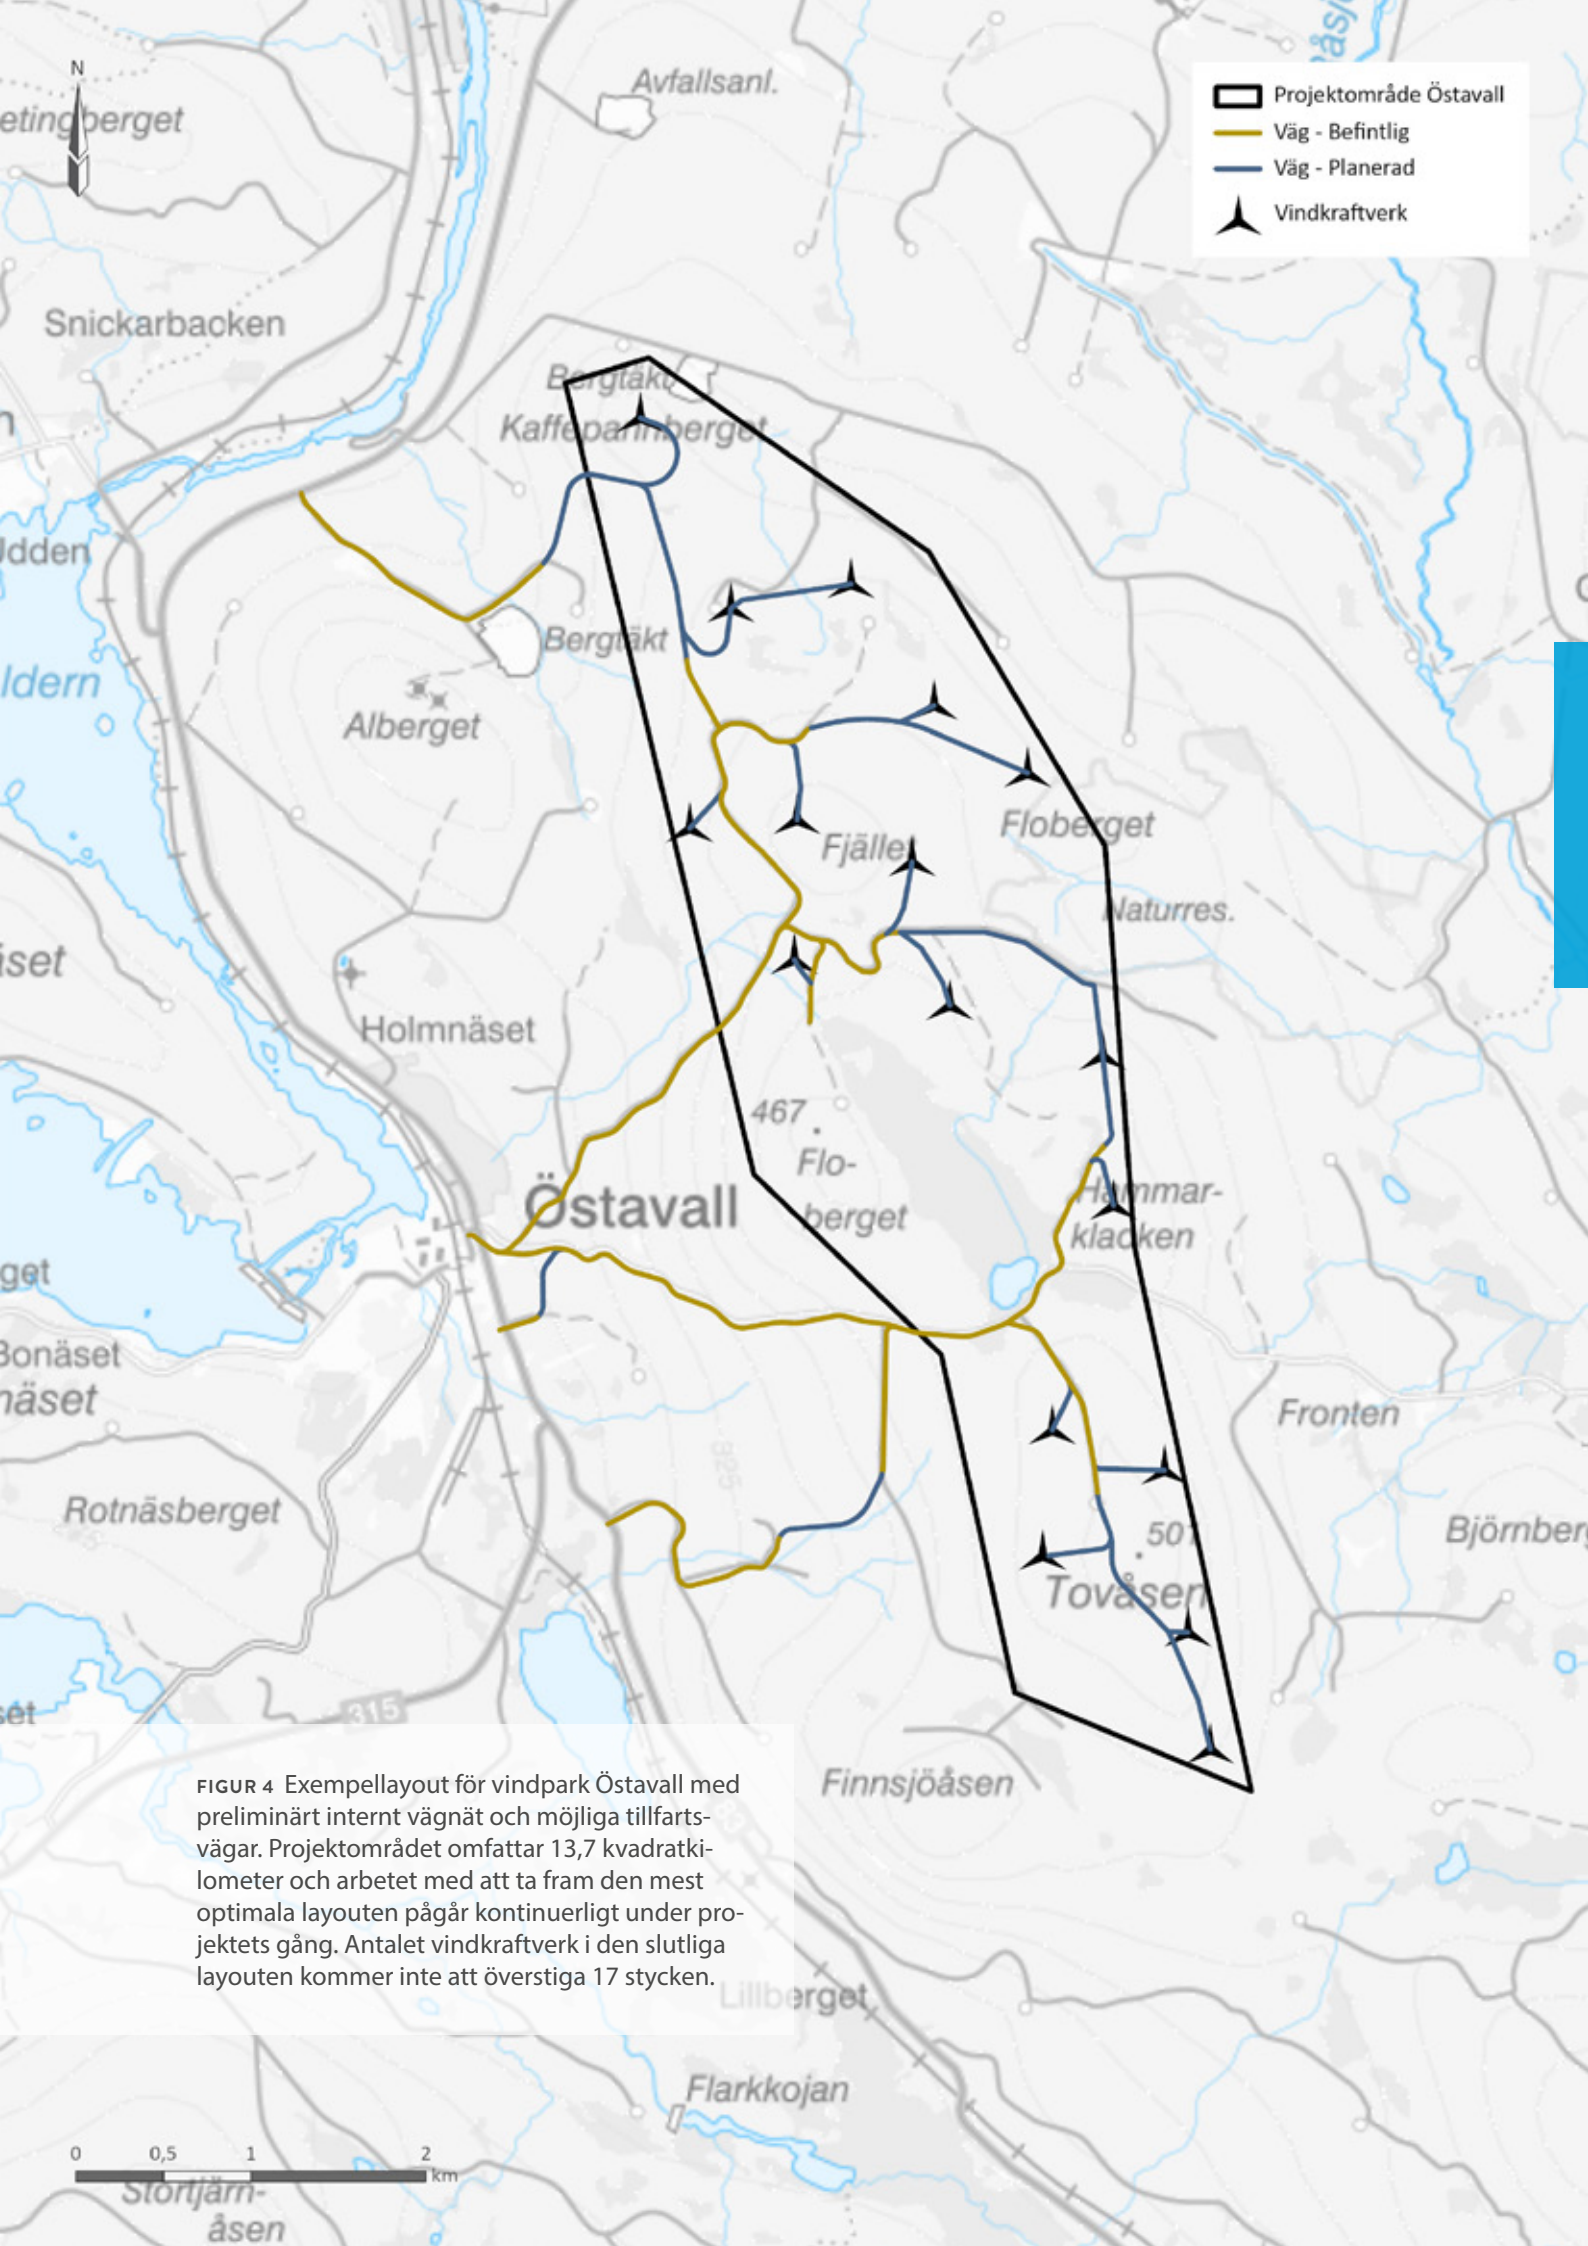 N
Avfallsanl.
Projektområde Östavall
Väg - Befintlig
Väg - Planerad
Vindkraftverk
etingberget
Snickarbacken
Bergtäkt
Kaffepannberget
Udden
Bergtäkt
ldern
Alberget
Fjället
Floberget
Naturres.
äset
Holmnäset
467
Flo-
berget
Östavall
Hammar-
klacken
get
Bonäset
näset
Fronten
Rotnäsberget
501
Björnberg
Tovåsen
set
315
Finnsjöåsen
FIGUR 4 Exempellayout för vindpark Östavall med
preliminärt internt vägnät och möjliga tillfarts-
vägar. Projektområdet omfattar 13,7 kvadratki-
lometer och arbetet med att ta fram den mest
optimala layouten pågår kontinuerligt under pro-
jektets gång. Antalet vindkraftverk i den slutliga
layouten kommer inte att överstiga 17 stycken.
Lillberget
Flarkkojan
0 0,5 1 2
km
Stortjärn-
åsen